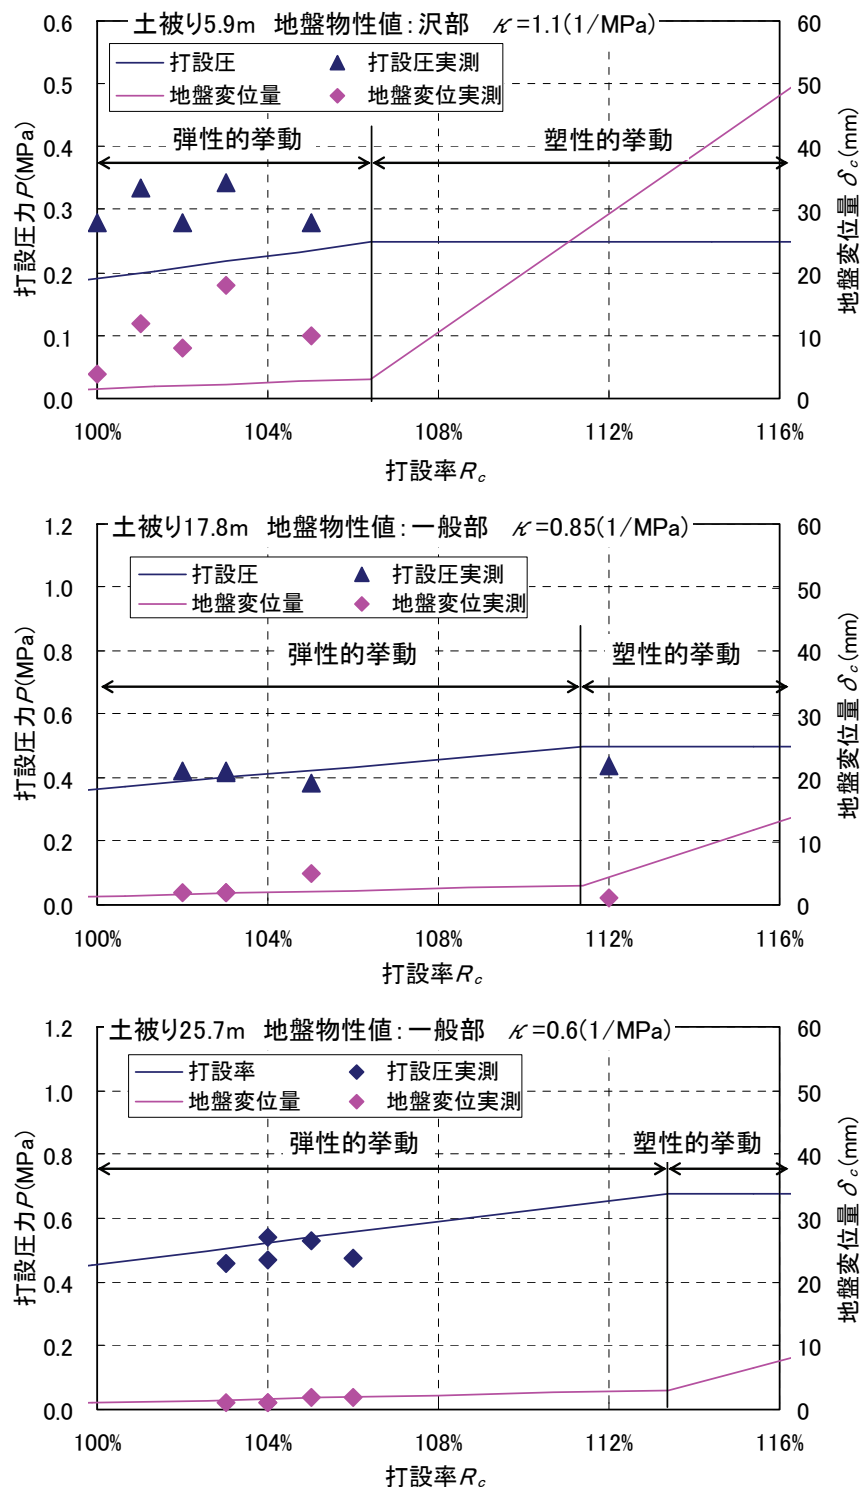 土被り5.9m 地盤物性値：沢部 κ=1.1(1/MPa)
打設圧 打設圧実測
地盤変位量 地盤変位実測
弾性的挙動 塑性的挙動
打設圧力P(MPa)
0.6
0.5
0.4
0.3
0.2
0.1
0.0
地盤変位量 δc(mm)
60
50
40
30
20
10
0
100% 104% 108% 112% 116%
打設率Rc
土被り17.8m 地盤物性値：一般部 κ=0.85(1/MPa)
打設圧 打設圧実測
地盤変位量 地盤変位実測
弾性的挙動 塑性的挙動
打設圧力P(MPa)
1.2
1.0
0.8
0.6
0.4
0.2
0.0
地盤変位量 δc(mm)
60
50
40
30
20
10
0
100% 104% 108% 112% 116%
打設率Rc
土被り25.7m 地盤物性値：一般部 κ=0.6(1/MPa)
打設率 打設圧実測
地盤変位量 地盤変位実測
弾性的挙動 塑性的挙動
打設圧力P(MPa)
1.2
1.0
0.8
0.6
0.4
0.2
0.0
地盤変位量 δc(mm)
60
50
40
30
20
10
0
100% 104% 108% 112% 116%
打設率Rc